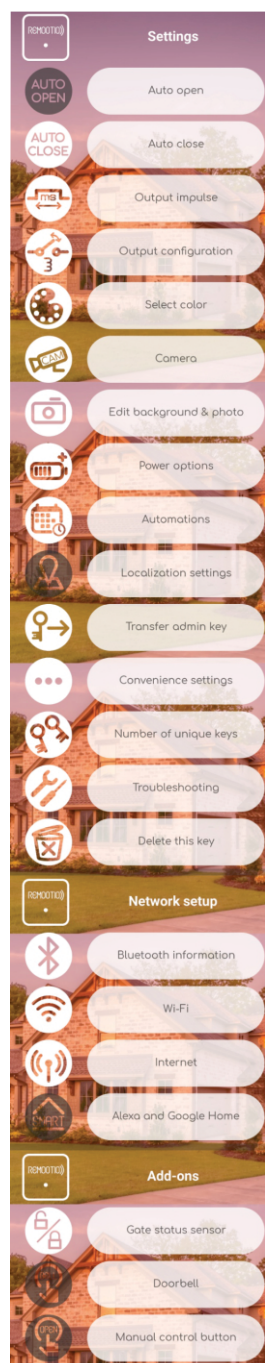 REMOOTIO
Settings
AUTO
OPEN
Auto open
AUTO
CLOSE
Auto close
ms
Output impulse
3
Output configuration
Select color
CAM
Camera
Edit background & photo
Power options
Automations
Localization settings
Transfer admin key
Convenience settings
Number of unique keys
Troubleshooting
Delete this key
REMOOTIO
Network setup
Bluetooth information
Wi-Fi
Internet
SMART
Alexa and Google Home
REMOOTIO
Add-ons
Gate status sensor
Doorbell
OPEN
Manual control button